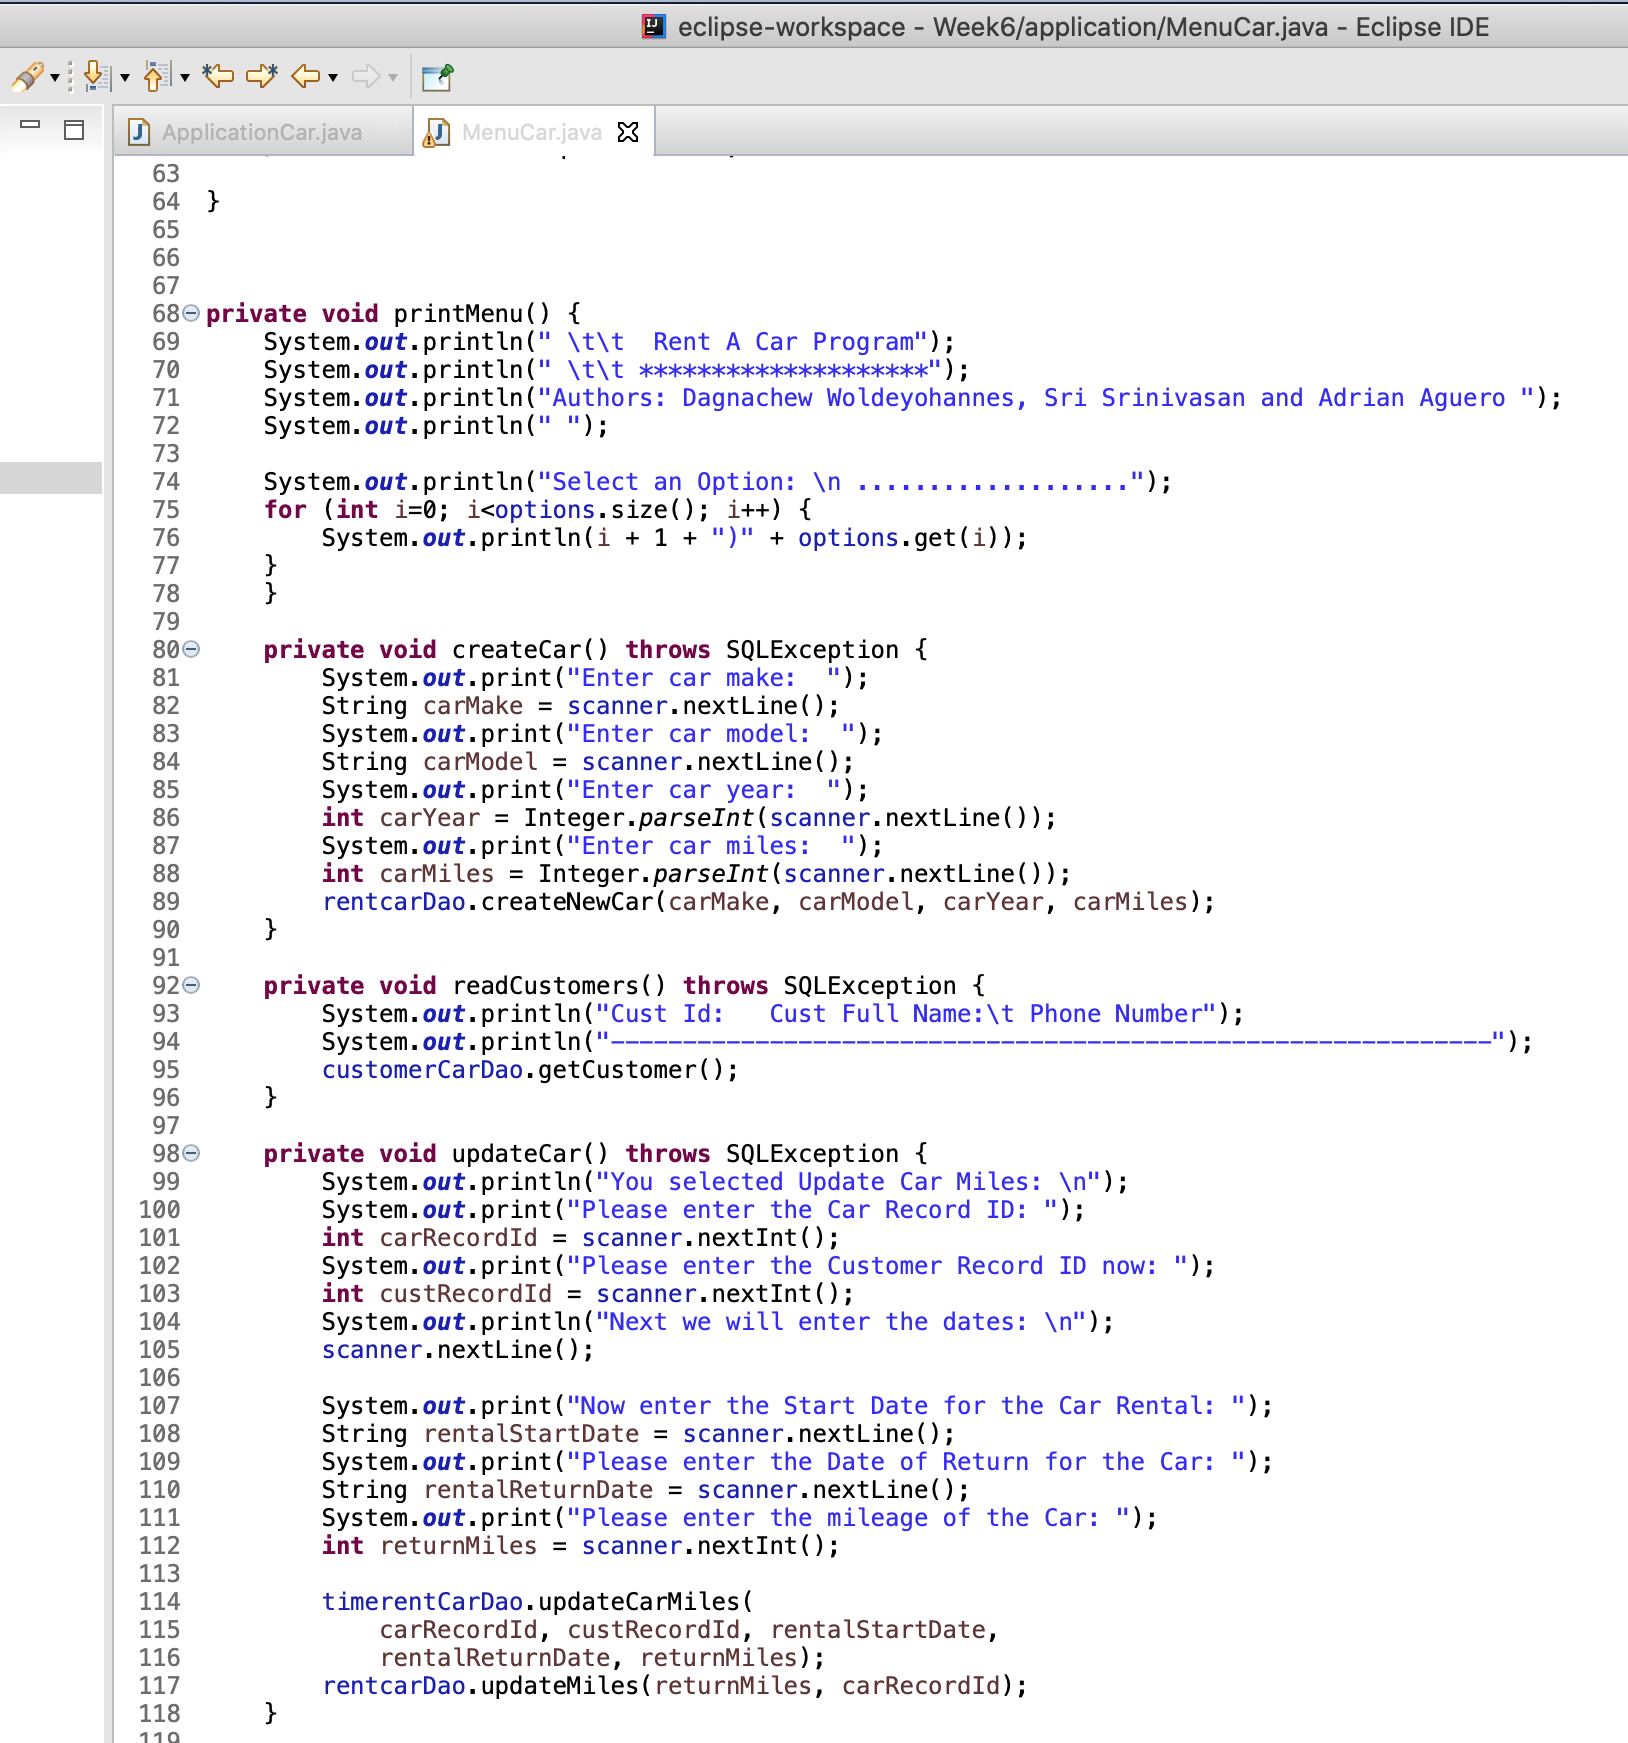 eclipse-workspace - Week6/application/MenuCar.java - Eclipse IDE
ApplicationCar.java
MenuCar.java
63
64 }
65
66
67
68 private void printMenu() {
69     System.out.println(" \t\t  Rent A Car Program");
70     System.out.println(" \t\t ********************");
71     System.out.println("Authors: Dagnachew Woldeyohannes, Sri Srinivasan and Adrian Aguero ");
72     System.out.println(" ");
73
74     System.out.println("Select an Option: \n ...................");
75     for (int i=0; i<options.size(); i++) {
76         System.out.println(i + 1 + ")" + options.get(i));
77     }
78     }
79
80     private void createCar() throws SQLException {
81         System.out.print("Enter car make:  ");
82         String carMake = scanner.nextLine();
83         System.out.print("Enter car model:  ");
84         String carModel = scanner.nextLine();
85         System.out.print("Enter car year:  ");
86         int carYear = Integer.parseInt(scanner.nextLine());
87         System.out.print("Enter car miles:  ");
88         int carMiles = Integer.parseInt(scanner.nextLine());
89         rentcarDao.createNewCar(carMake, carModel, carYear, carMiles);
90     }
91
92     private void readCustomers() throws SQLException {
93         System.out.println("Cust Id:   Cust Full Name:\t Phone Number");
94         System.out.println("-------------------------------------------------------------");
95         customerCarDao.getCustomer();
96     }
97
98     private void updateCar() throws SQLException {
99         System.out.println("You selected Update Car Miles: \n");
100         System.out.print("Please enter the Car Record ID: ");
101         int carRecordId = scanner.nextInt();
102         System.out.print("Please enter the Customer Record ID now: ");
103         int custRecordId = scanner.nextInt();
104         System.out.println("Next we will enter the dates: \n");
105         scanner.nextLine();
106
107         System.out.print("Now enter the Start Date for the Car Rental: ");
108         String rentalStartDate = scanner.nextLine();
109         System.out.print("Please enter the Date of Return for the Car: ");
110         String rentalReturnDate = scanner.nextLine();
111         System.out.print("Please enter the mileage of the Car: ");
112         int returnMiles = scanner.nextInt();
113
114         timerentCarDao.updateCarMiles(
115             carRecordId, custRecordId, rentalStartDate,
116             rentalReturnDate, returnMiles);
117         rentcarDao.updateMiles(returnMiles, carRecordId);
118     }
119